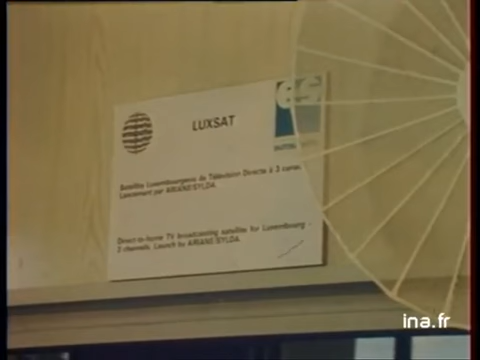 LUXSAT
Satellite Luxembourgeois de Télévision Directe à 3 canaux
Lancement par ARIANE/SYLDA.
Direct-to-home TV broadcasting satellite for Luxembourg -
3 channels. Launch by ARIANE/SYLDA.
ina.fr